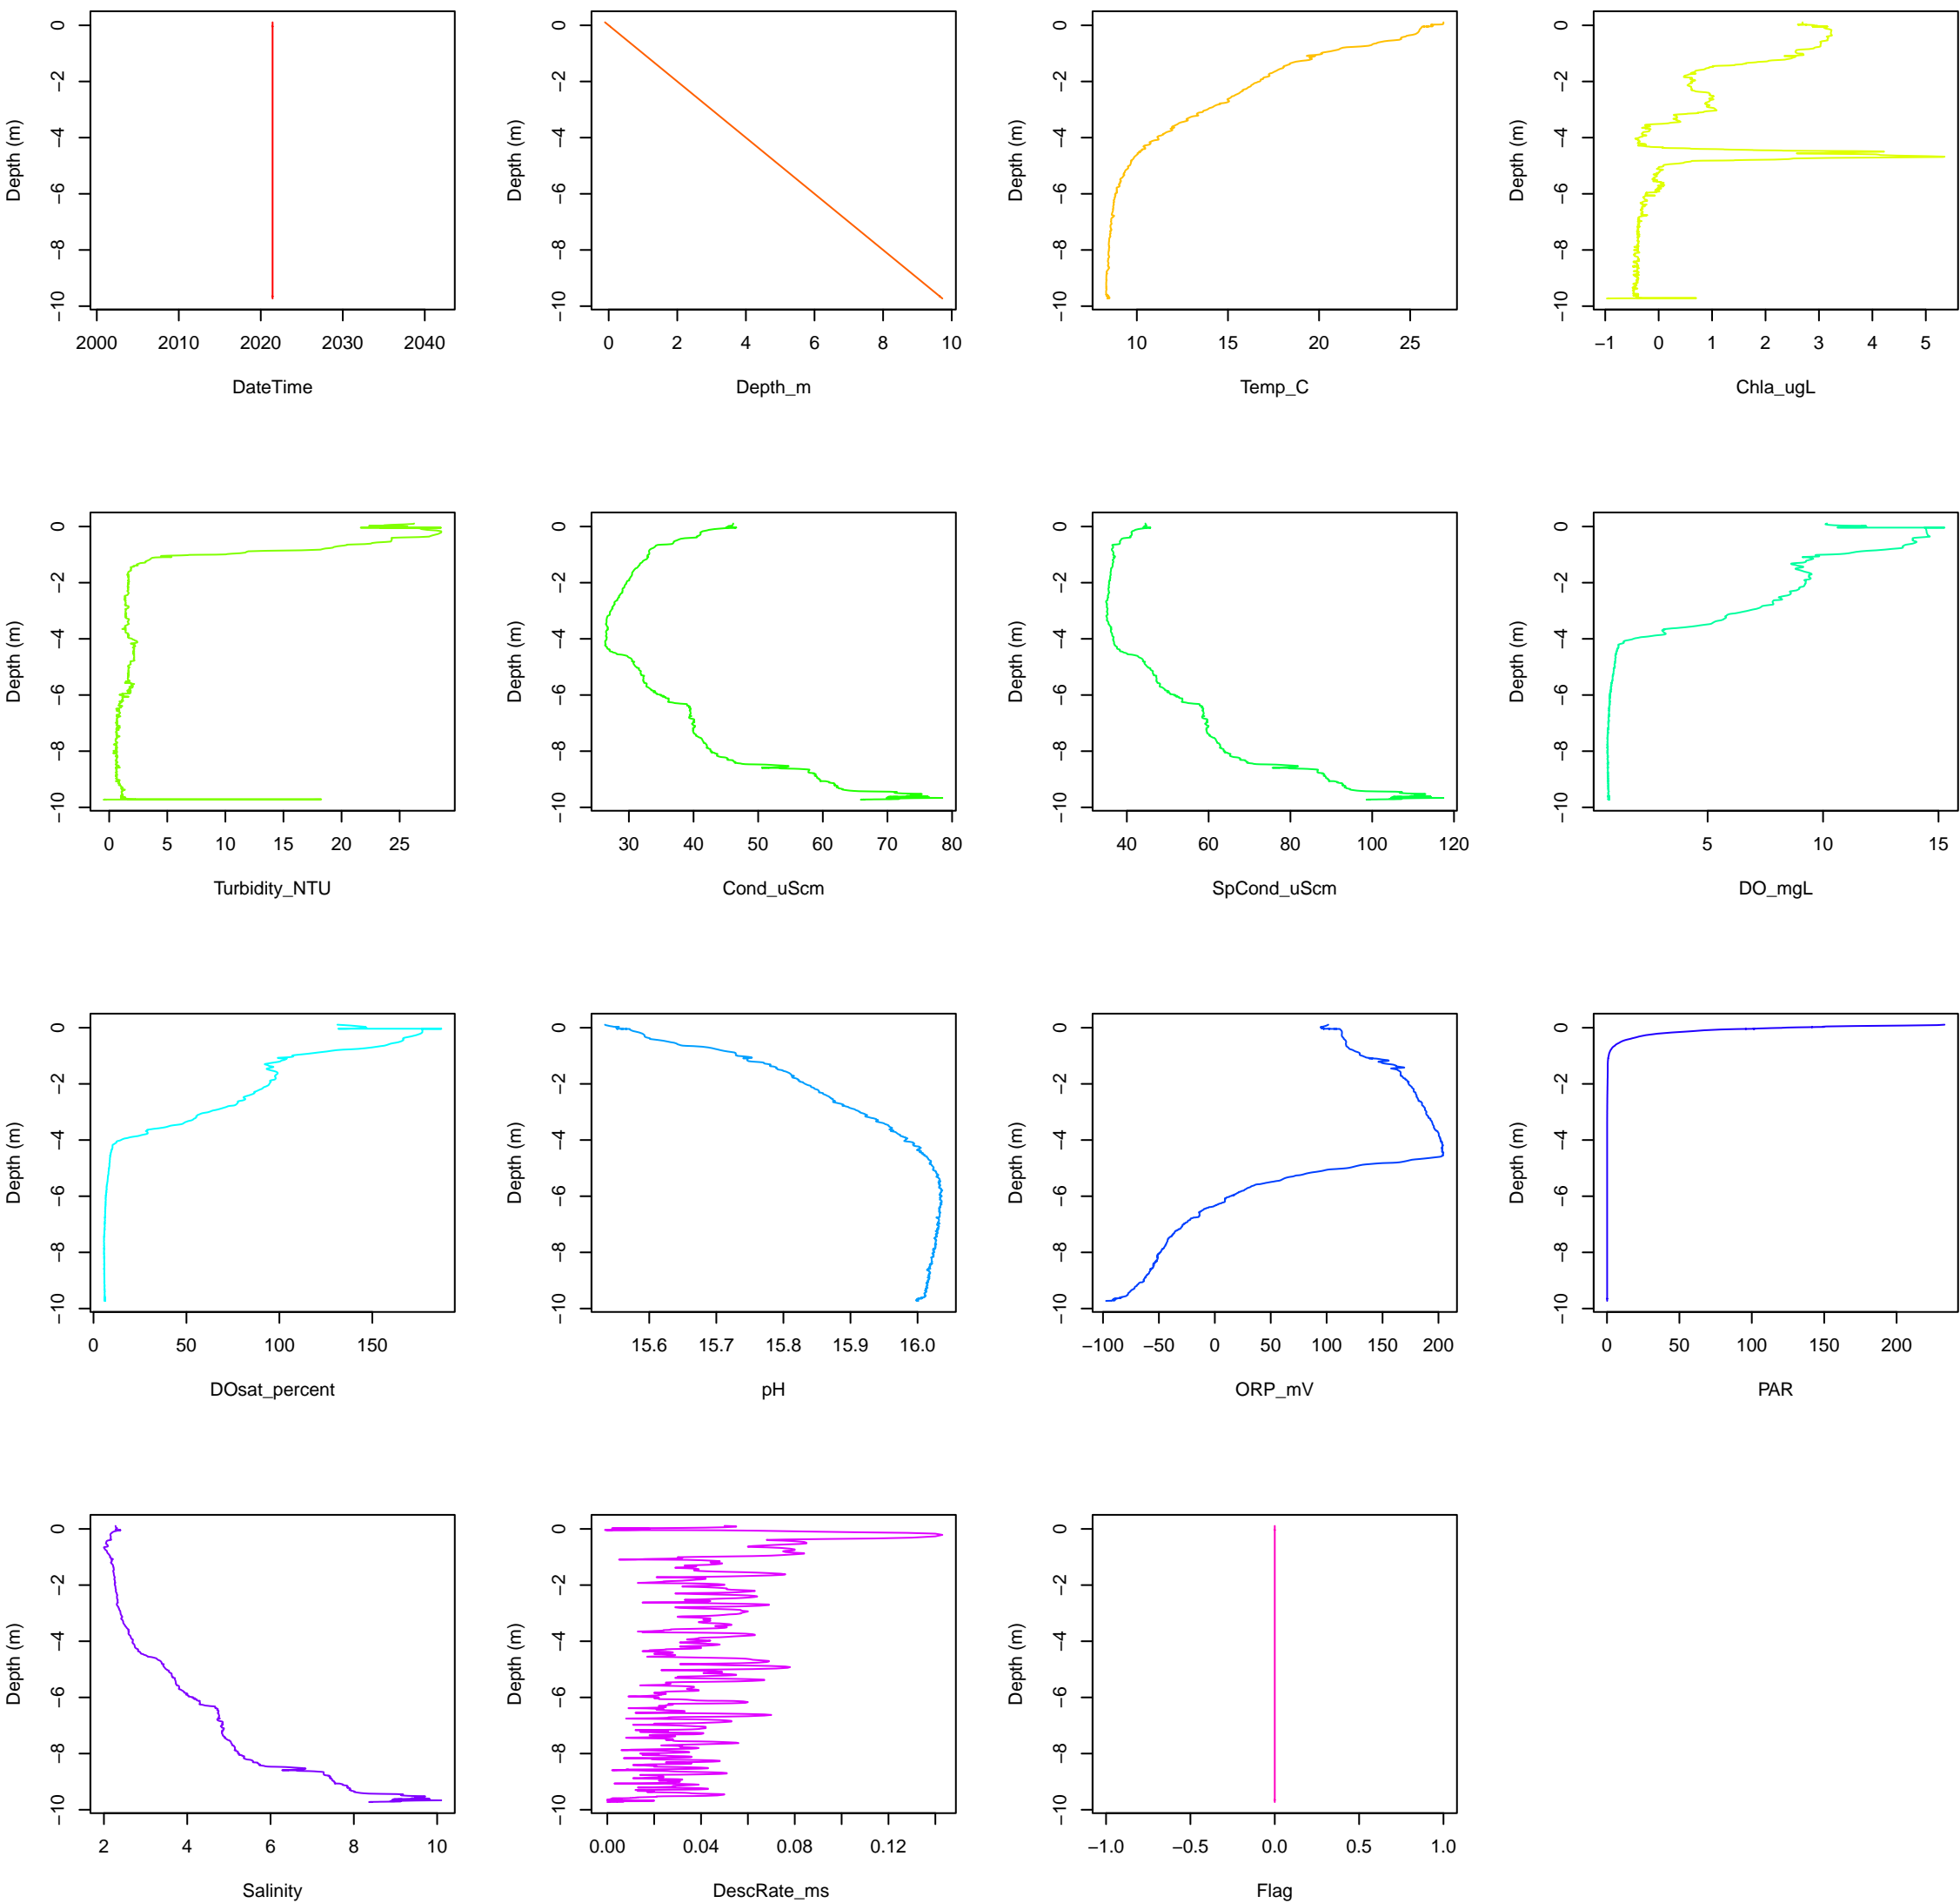 0 −2 −4 −6 −8 −10
Depth (m)
2000 2010 2020 2030 2040
DateTime
0 −2 −4 −6 −8 −10
Depth (m)
0 2 4 6 8 10
Depth_m
0 −2 −4 −6 −8 −10
Depth (m)
10 15 20 25
Temp_C
0 −2 −4 −6 −8 −10
Depth (m)
−1 0 1 2 3 4 5
Chla_ugL
0 −2 −4 −6 −8 −10
Depth (m)
0 5 10 15 20 25
Turbidity_NTU
0 −2 −4 −6 −8 −10
Depth (m)
30 40 50 60 70 80
Cond_uScm
0 −2 −4 −6 −8 −10
Depth (m)
40 60 80 100 120
SpCond_uScm
0 −2 −4 −6 −8 −10
Depth (m)
5 10 15
DO_mgL
0 −2 −4 −6 −8 −10
Depth (m)
0 50 100 150
DOsat_percent
0 −2 −4 −6 −8 −10
Depth (m)
15.6 15.7 15.8 15.9 16.0
pH
0 −2 −4 −6 −8 −10
Depth (m)
−100 −50 0 50 100 150 200
ORP_mV
0 −2 −4 −6 −8 −10
Depth (m)
0 50 100 150 200
PAR
0 −2 −4 −6 −8 −10
Depth (m)
2 4 6 8 10
Salinity
0 −2 −4 −6 −8 −10
Depth (m)
0.00 0.04 0.08 0.12
DescRate_ms
0 −2 −4 −6 −8 −10
Depth (m)
−1.0 −0.5 0.0 0.5 1.0
Flag